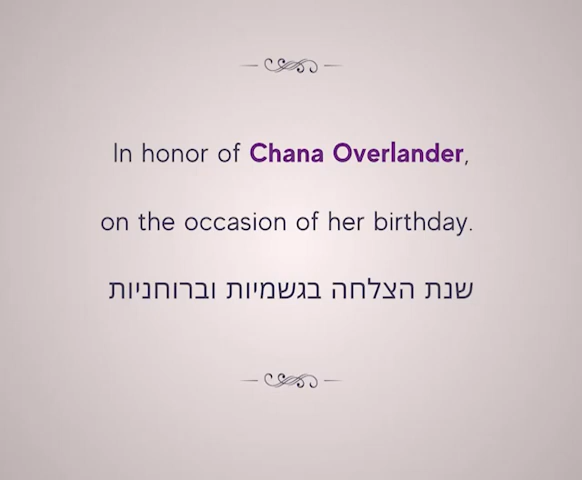 In honor of Chana Overlander,
on the occasion of her birthday.
שנת הצלחה בגשמיות וברוחניות